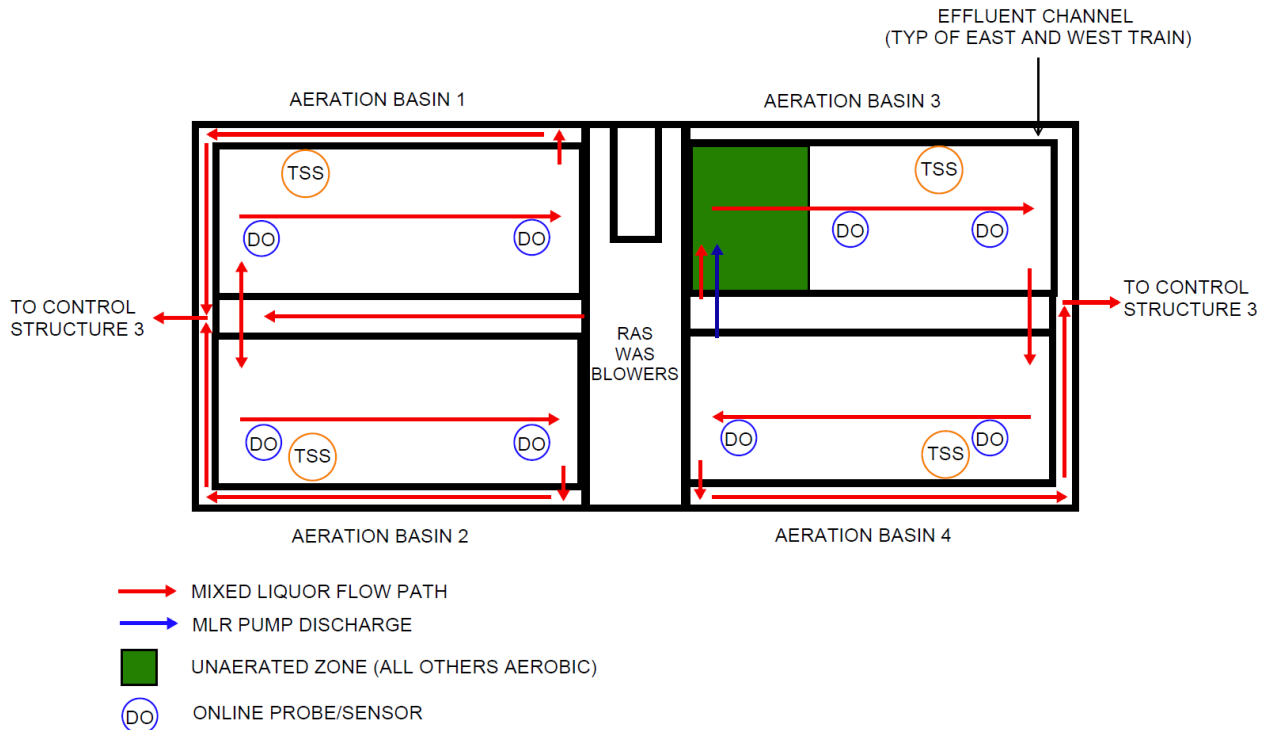 EFFLUENT CHANNEL
(TYP OF EAST AND WEST TRAIN)
AERATION BASIN 1
AERATION BASIN 3
TSS
TSS
DO
DO
DO
DO
TO CONTROL
STRUCTURE 3
TO CONTROL
STRUCTURE 3
RAS
WAS
BLOWERS
DO
TSS
DO
DO
TSS
DO
AERATION BASIN 2
AERATION BASIN 4
MIXED LIQUOR FLOW PATH
MLR PUMP DISCHARGE
UNAERATED ZONE (ALL OTHERS AEROBIC)
DO
ONLINE PROBE/SENSOR